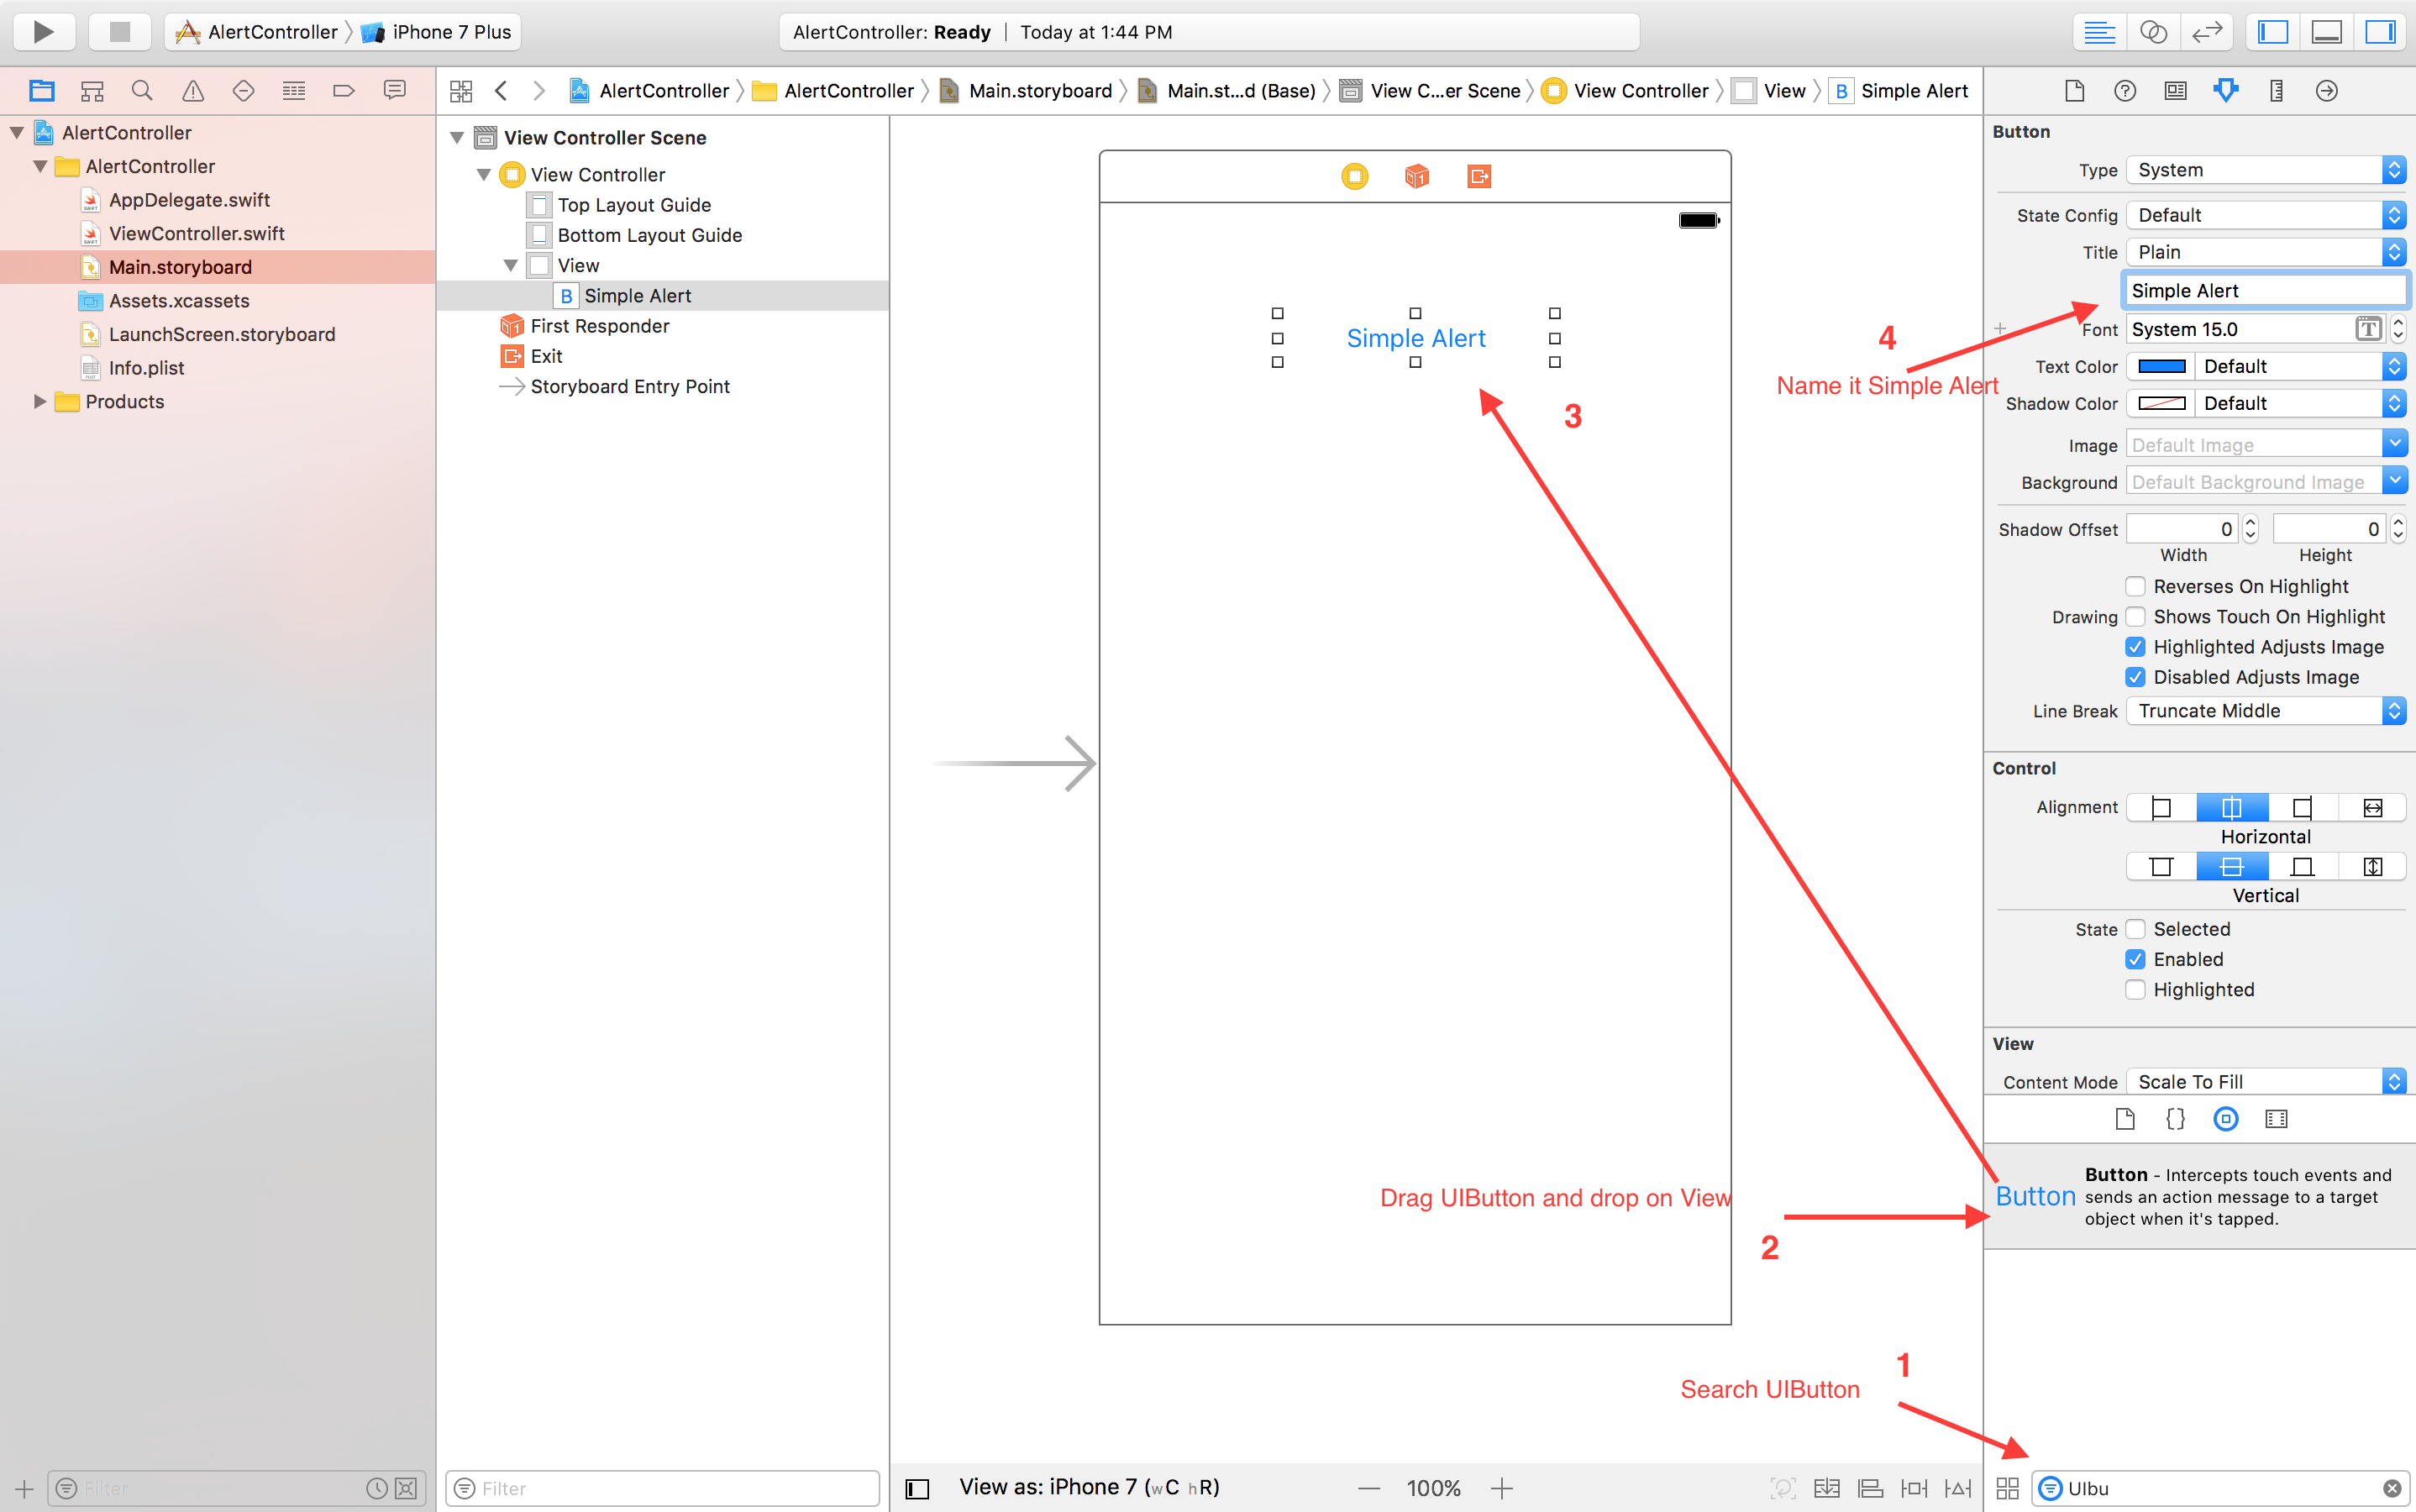 AlertController
iPhone 7 Plus
AlertController: Ready | Today at 1:44 PM
AlertController
AlertController
Main.storyboard
Main.st...d (Base)
View C...er Scene
View Controller
View
B Simple Alert
AlertController
AlertController
AppDelegate.swift
ViewController.swift
Main.storyboard
Assets.xcassets
LaunchScreen.storyboard
Info.plist
Products
Filter
View Controller Scene
View Controller
Top Layout Guide
Bottom Layout Guide
View
B Simple Alert
First Responder
Exit
Storyboard Entry Point
Filter
Simple Alert
3
4
Name it Simple Alert
Drag UIButton and drop on View
2
1
Search UIButton
View as: iPhone 7 (wC hR)
100%
Button
Type System
State Config Default
Title Plain
Simple Alert
Font System 15.0
Text Color Default
Shadow Color Default
Image Default Image
Background Default Background Image
Shadow Offset 0 0
Width Height
Reverses On Highlight
Drawing Shows Touch On Highlight
Highlighted Adjusts Image
Disabled Adjusts Image
Line Break Truncate Middle
Control
Alignment
Horizontal
Vertical
State Selected
Enabled
Highlighted
View
Content Mode Scale To Fill
Button
Button - Intercepts touch events and
sends an action message to a target
object when it's tapped.
UIbu